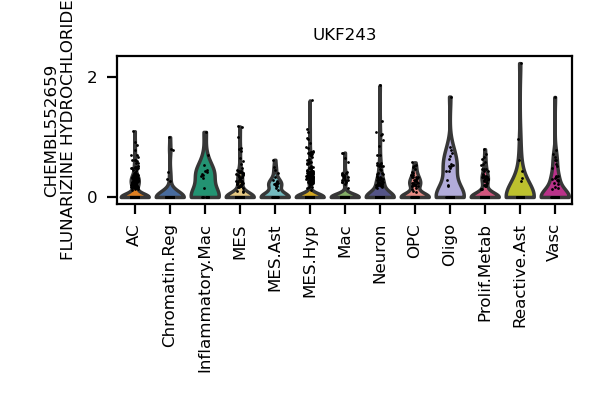 UKF243
CHEMBL552659
FLUNARIZINE HYDROCHLORIDE
2
0
AC
Chromatin.Reg
Inflammatory.Mac
MES
MES.Ast
MES.Hyp
Mac
Neuron
OPC
Oligo
Prolif.Metab
Reactive.Ast
Vasc